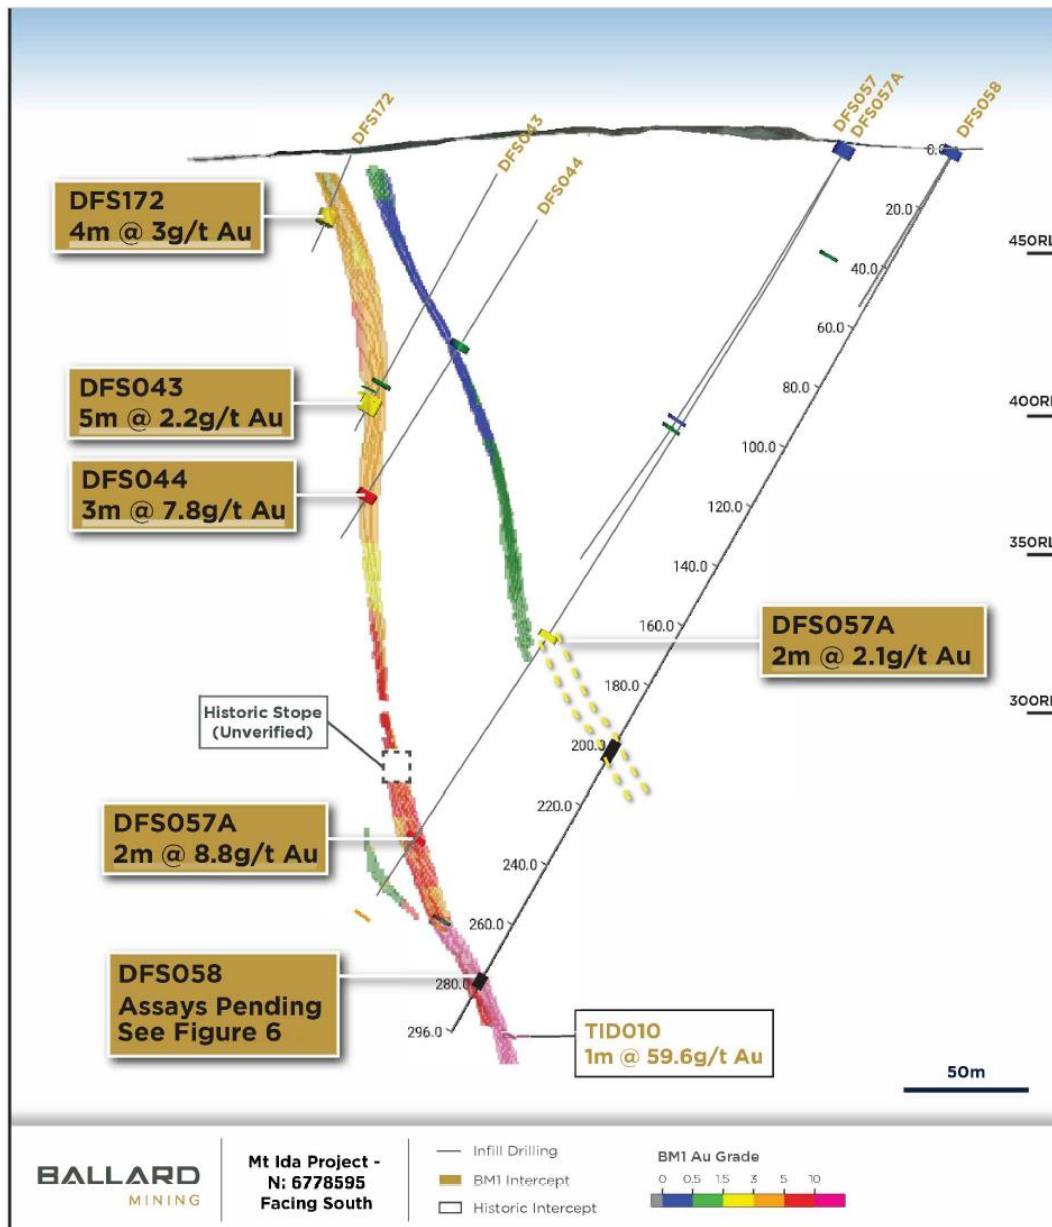 DFS172
DFS043
DFS044
DFS057
DFS057A
DFS058
DFS172
4m @ 3g/t Au
DFS043
5m @ 2.2g/t Au
DFS044
3m @ 7.8g/t Au
Historic Stope
(Unverified)
DFS057A
2m @ 8.8g/t Au
DFS058
Assays Pending
See Figure 6
DFS057A
2m @ 2.1g/t Au
TID010
1m @ 59.6g/t Au
0.0
20.0
40.0
60.0
80.0
100.0
120.0
140.0
160.0
180.0
200.0
220.0
240.0
260.0
280.0
296.0
450RL
400RL
350RL
300RL
50m
BALLARD
MINING
Mt Ida Project -
N: 6778595
Facing South
Infill Drilling
BM1 Intercept
Historic Intercept
BM1 Au Grade
0 0.5 1.5 3 5 10